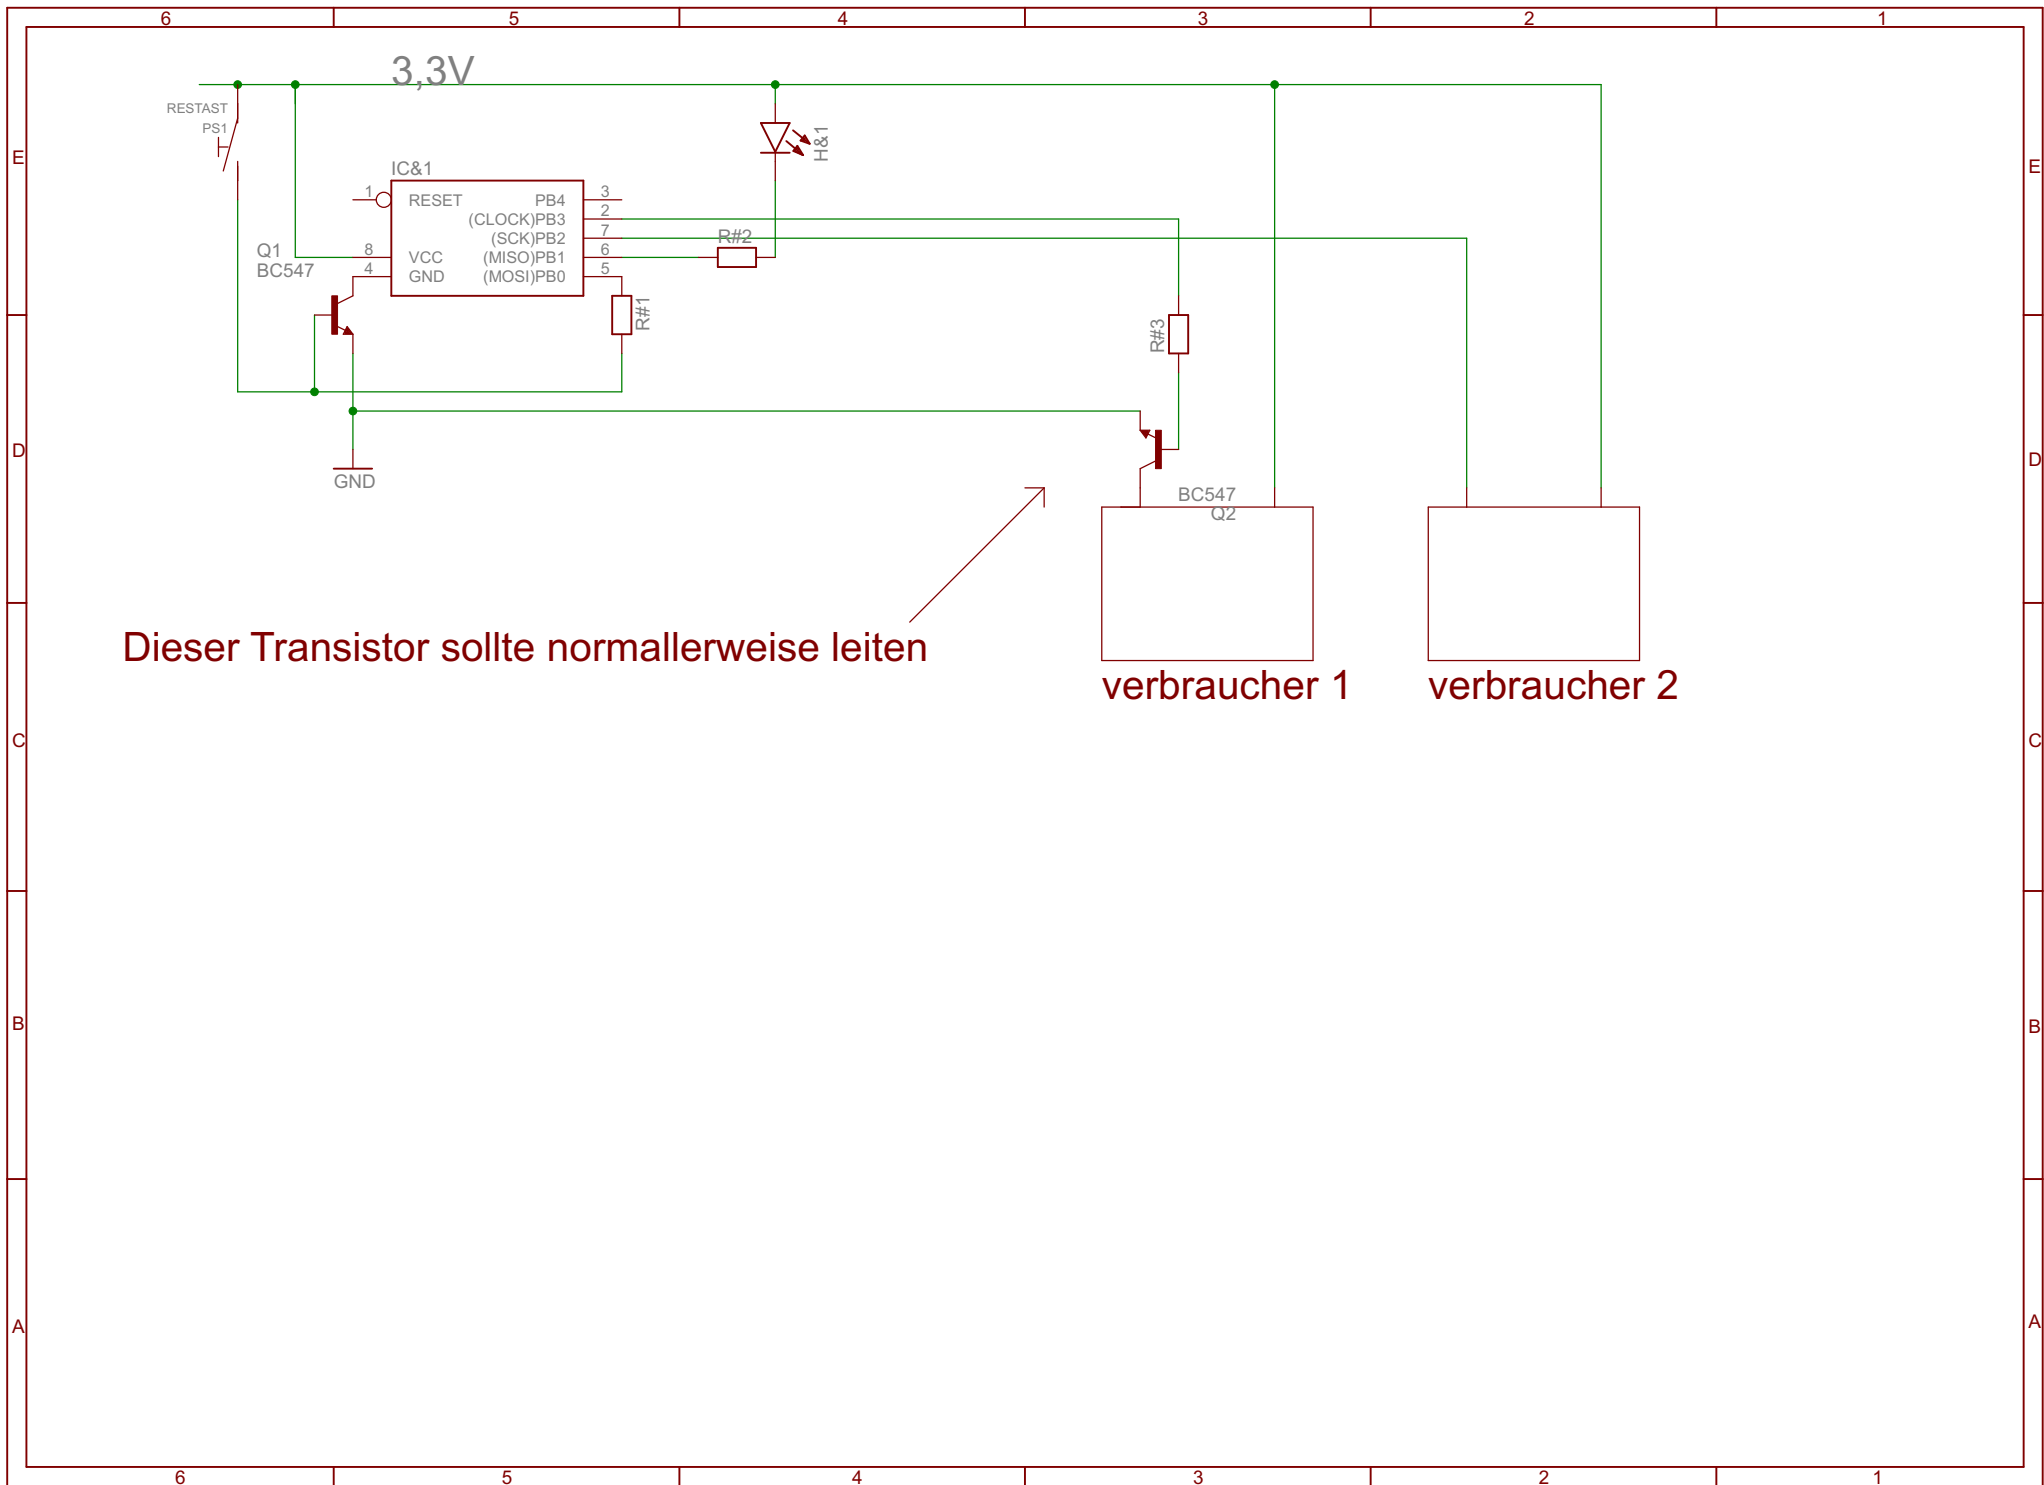 6 5 4 3 2 1
3,3V
RESTAST
PS1
H&1
E E
IC&1
1 RESET PB4 3
(CLOCK)PB3 2
(SCK)PB2 7
R#2
Q1
8 VCC (MISO)PB1 6
BC547
4 GND (MOSI)PB0 5
R#1
R#3
D D
GND
BC547
Q2
Dieser Transistor sollte normallerweise leiten
verbraucher 1 verbraucher 2
C C
B B
A A
6 5 4 3 2 1